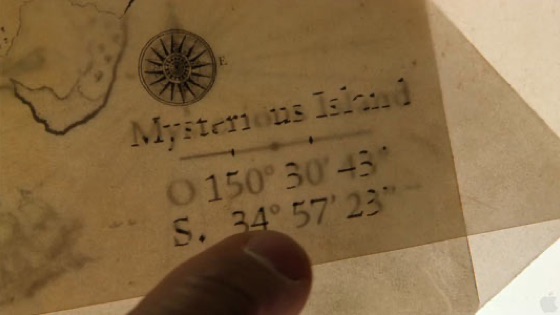 E
Mysterious Island
O 150° 30' 43"
S. 34° 57' 23"